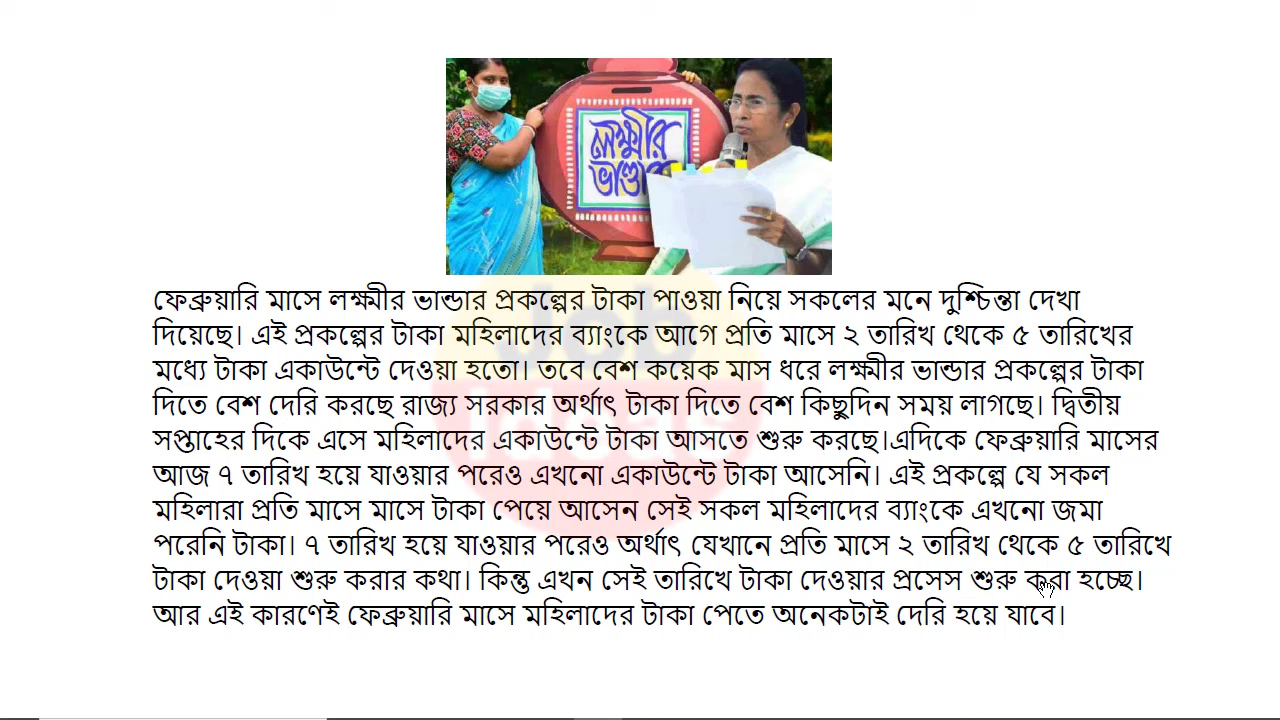 লক্ষ্মীর
ভাণ্ডার
ফেব্রুয়ারি মাসে লক্ষ্মীর ভান্ডার প্রকল্পের টাকা পাওয়া নিয়ে সকলের মনে দুশ্চিন্তা দেখা
দিয়েছে। এই প্রকল্পের টাকা মহিলাদের ব্যাংকে আগে প্রতি মাসে ২ তারিখ থেকে ৫ তারিখের
মধ্যে টাকা একাউন্টে দেওয়া হতো। তবে বেশ কয়েক মাস ধরে লক্ষ্মীর ভান্ডার প্রকল্পের টাকা
দিতে বেশ দেরি করছে রাজ্য সরকার অর্থাৎ টাকা দিতে বেশ কিছুদিন সময় লাগছে। দ্বিতীয়
সপ্তাহের দিকে এসে মহিলাদের একাউন্টে টাকা আসতে শুরু করছে।এদিকে ফেব্রুয়ারি মাসের
আজ ৭ তারিখ হয়ে যাওয়ার পরেও এখনো একাউন্টে টাকা আসেনি। এই প্রকল্পে যে সকল
মহিলারা প্রতি মাসে মাসে টাকা পেয়ে আসেন সেই সকল মহিলাদের ব্যাংকে এখনো জমা
পরেনি টাকা। ৭ তারিখ হয়ে যাওয়ার পরেও অর্থাৎ যেখানে প্রতি মাসে ২ তারিখ থেকে ৫ তারিখে
টাকা দেওয়া শুরু করার কথা। কিন্তু এখন সেই তারিখে টাকা দেওয়ার প্রসেস শুরু করা হচ্ছে।
আর এই কারণেই ফেব্রুয়ারি মাসে মহিলাদের টাকা পেতে অনেকটাই দেরি হয়ে যাবে।
Job
Ideals